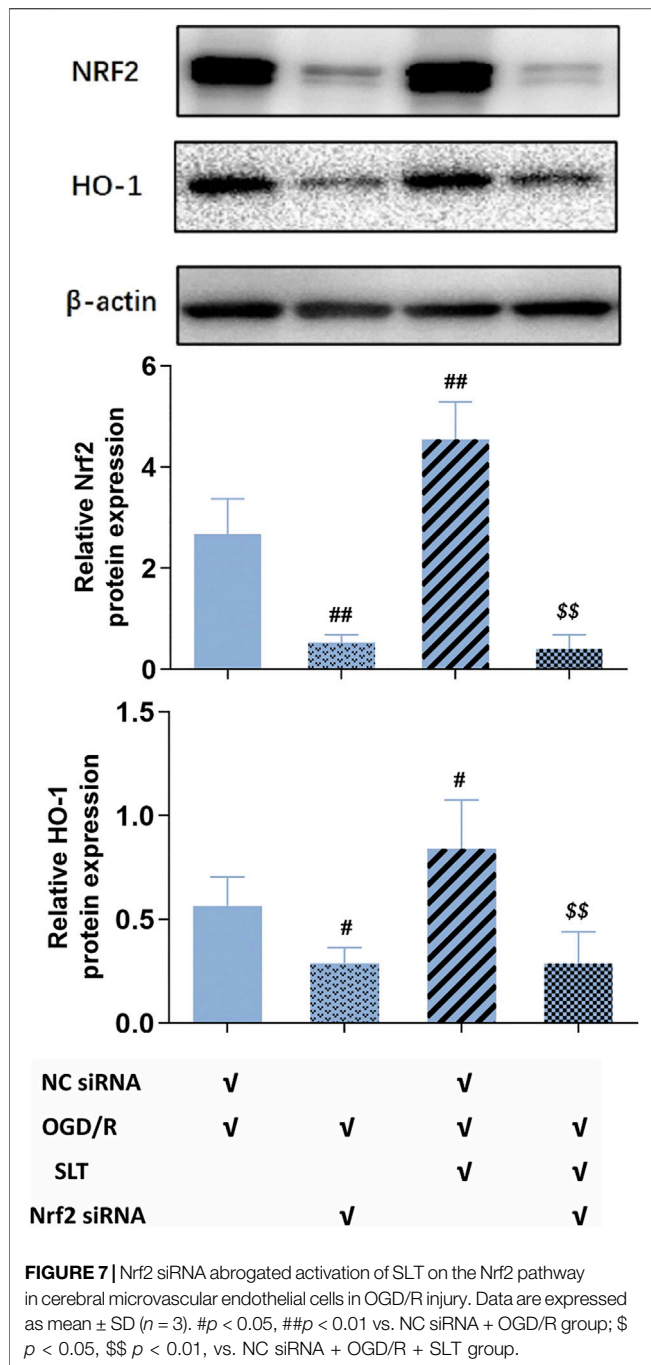 NRF2
HO-1
β-actin
Relative Nrf2
protein expression
6
4
2
0
##
##
$$
Relative HO-1
protein expression
1.5
1.0
0.5
0.0
#
#
$$
NC siRNA √ √
OGD/R √ √ √ √
SLT √ √
Nrf2 siRNA √ √
FIGURE 7 | Nrf2 siRNA abrogated activation of SLT on the Nrf2 pathway
in cerebral microvascular endothelial cells in OGD/R injury. Data are expressed
as mean ± SD (n = 3). #p < 0.05, ##p < 0.01 vs. NC siRNA + OGD/R group; $
p < 0.05, $$ p < 0.01, vs. NC siRNA + OGD/R + SLT group.